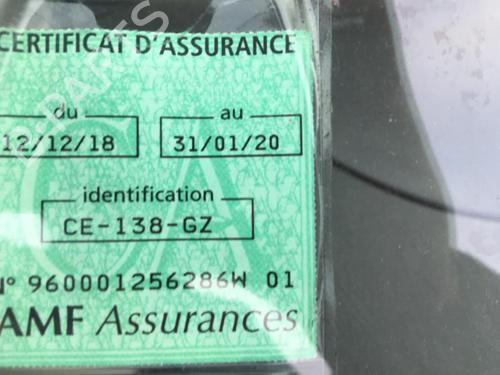 CERTIFICAT D'ASSURANCE
du au
12/12/18 31/01/20
identification
CE-138-GZ
N° 960001256286W 01
AMF Assurances